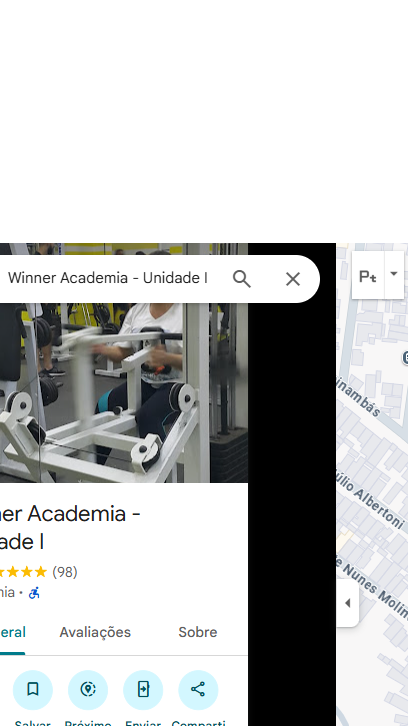 Winner Academia - Unidade I
ner Academia -
ade I
(98)
nia ·
eral Avaliações Sobre
Salvar Próximo Enviar Comparti
Pt
inambás
úlio Albertoni
e Nunes Molin